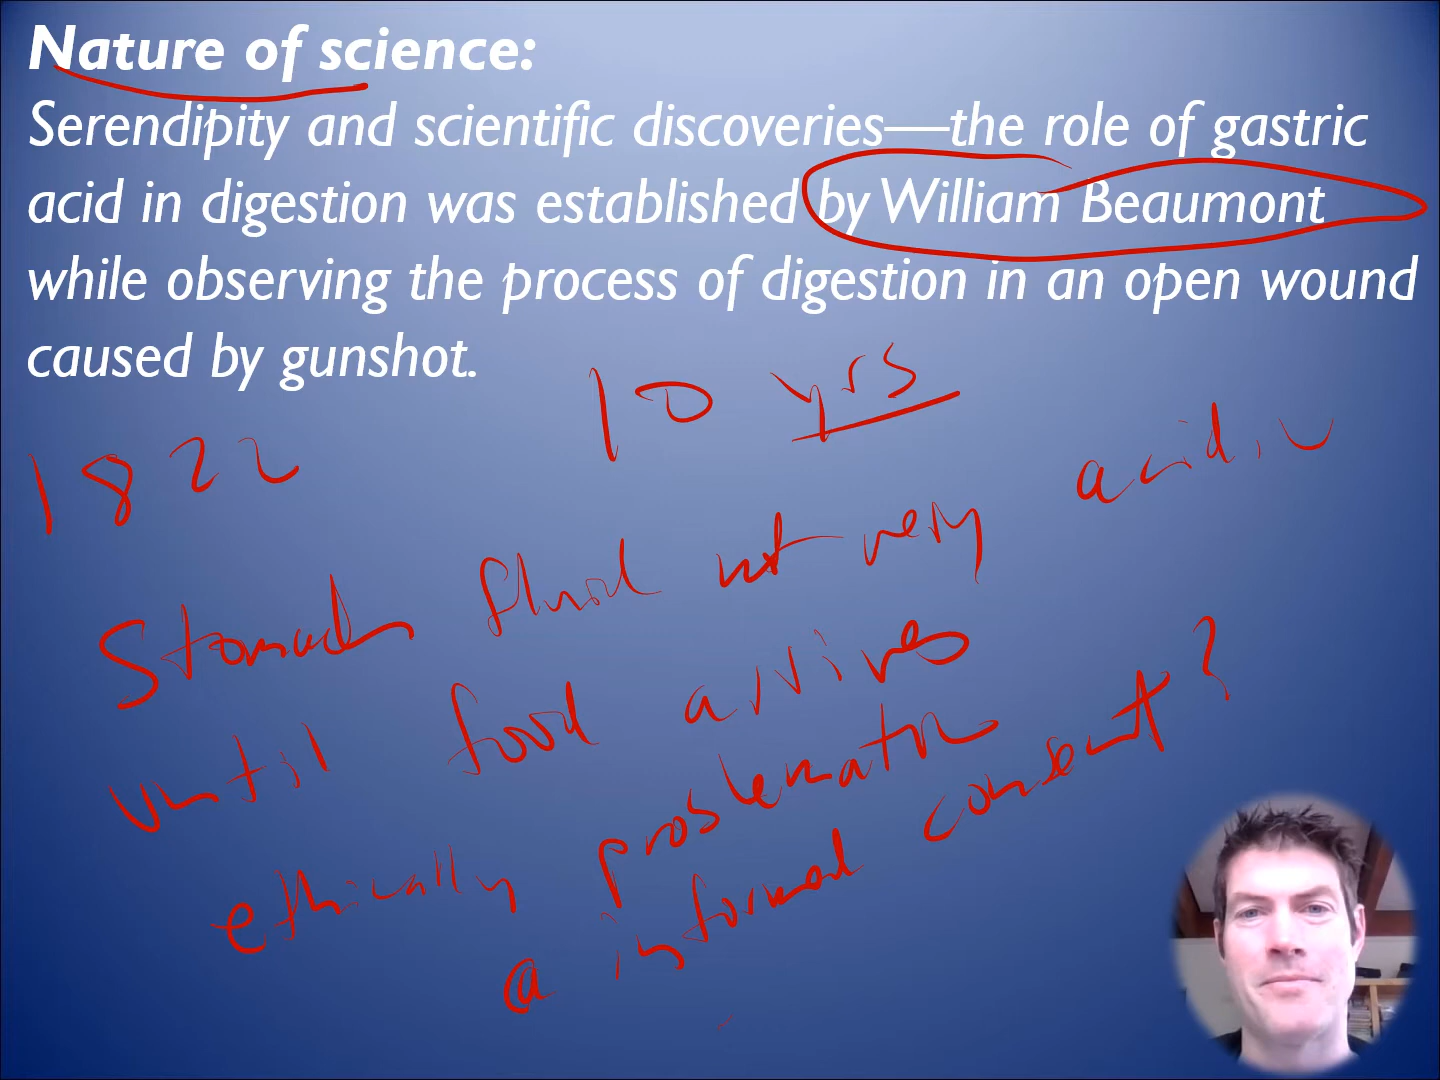 Nature of science:
Serendipity and scientific discoveries—the role of gastric
acid in digestion was established by William Beaumont
while observing the process of digestion in an open wound
caused by gunshot.
10 yrs
1822
Stomach fluid not very acidic
until food arrives
ethically problematic
@ informed consent?